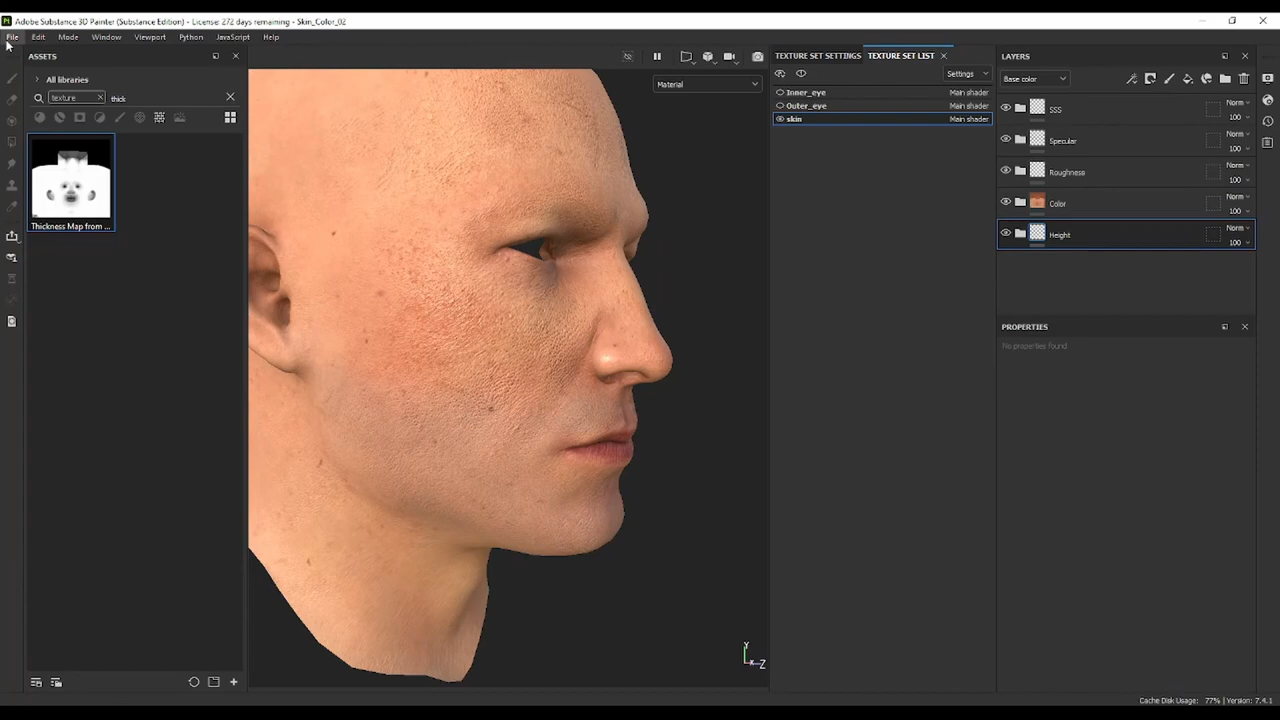 Adobe Substance 3D Painter (Substance Edition) - License: 272 days remaining - Skin_Color_02
File Edit Mode Window Viewport Python JavaScript Help
ASSETS
All libraries
texture
thick
Thickness Map from ...
Material
Y
Z
TEXTURE SET SETTINGS TEXTURE SET LIST
Settings
Inner_eye Main shader
Outer_eye Main shader
skin Main shader
LAYERS
Base color
SSS Norm
100
Specular Norm
100
Roughness Norm
100
Color Norm
100
Height Norm
100
PROPERTIES
No properties found
Cache Disk Usage: 77% | Version: 7.4.1